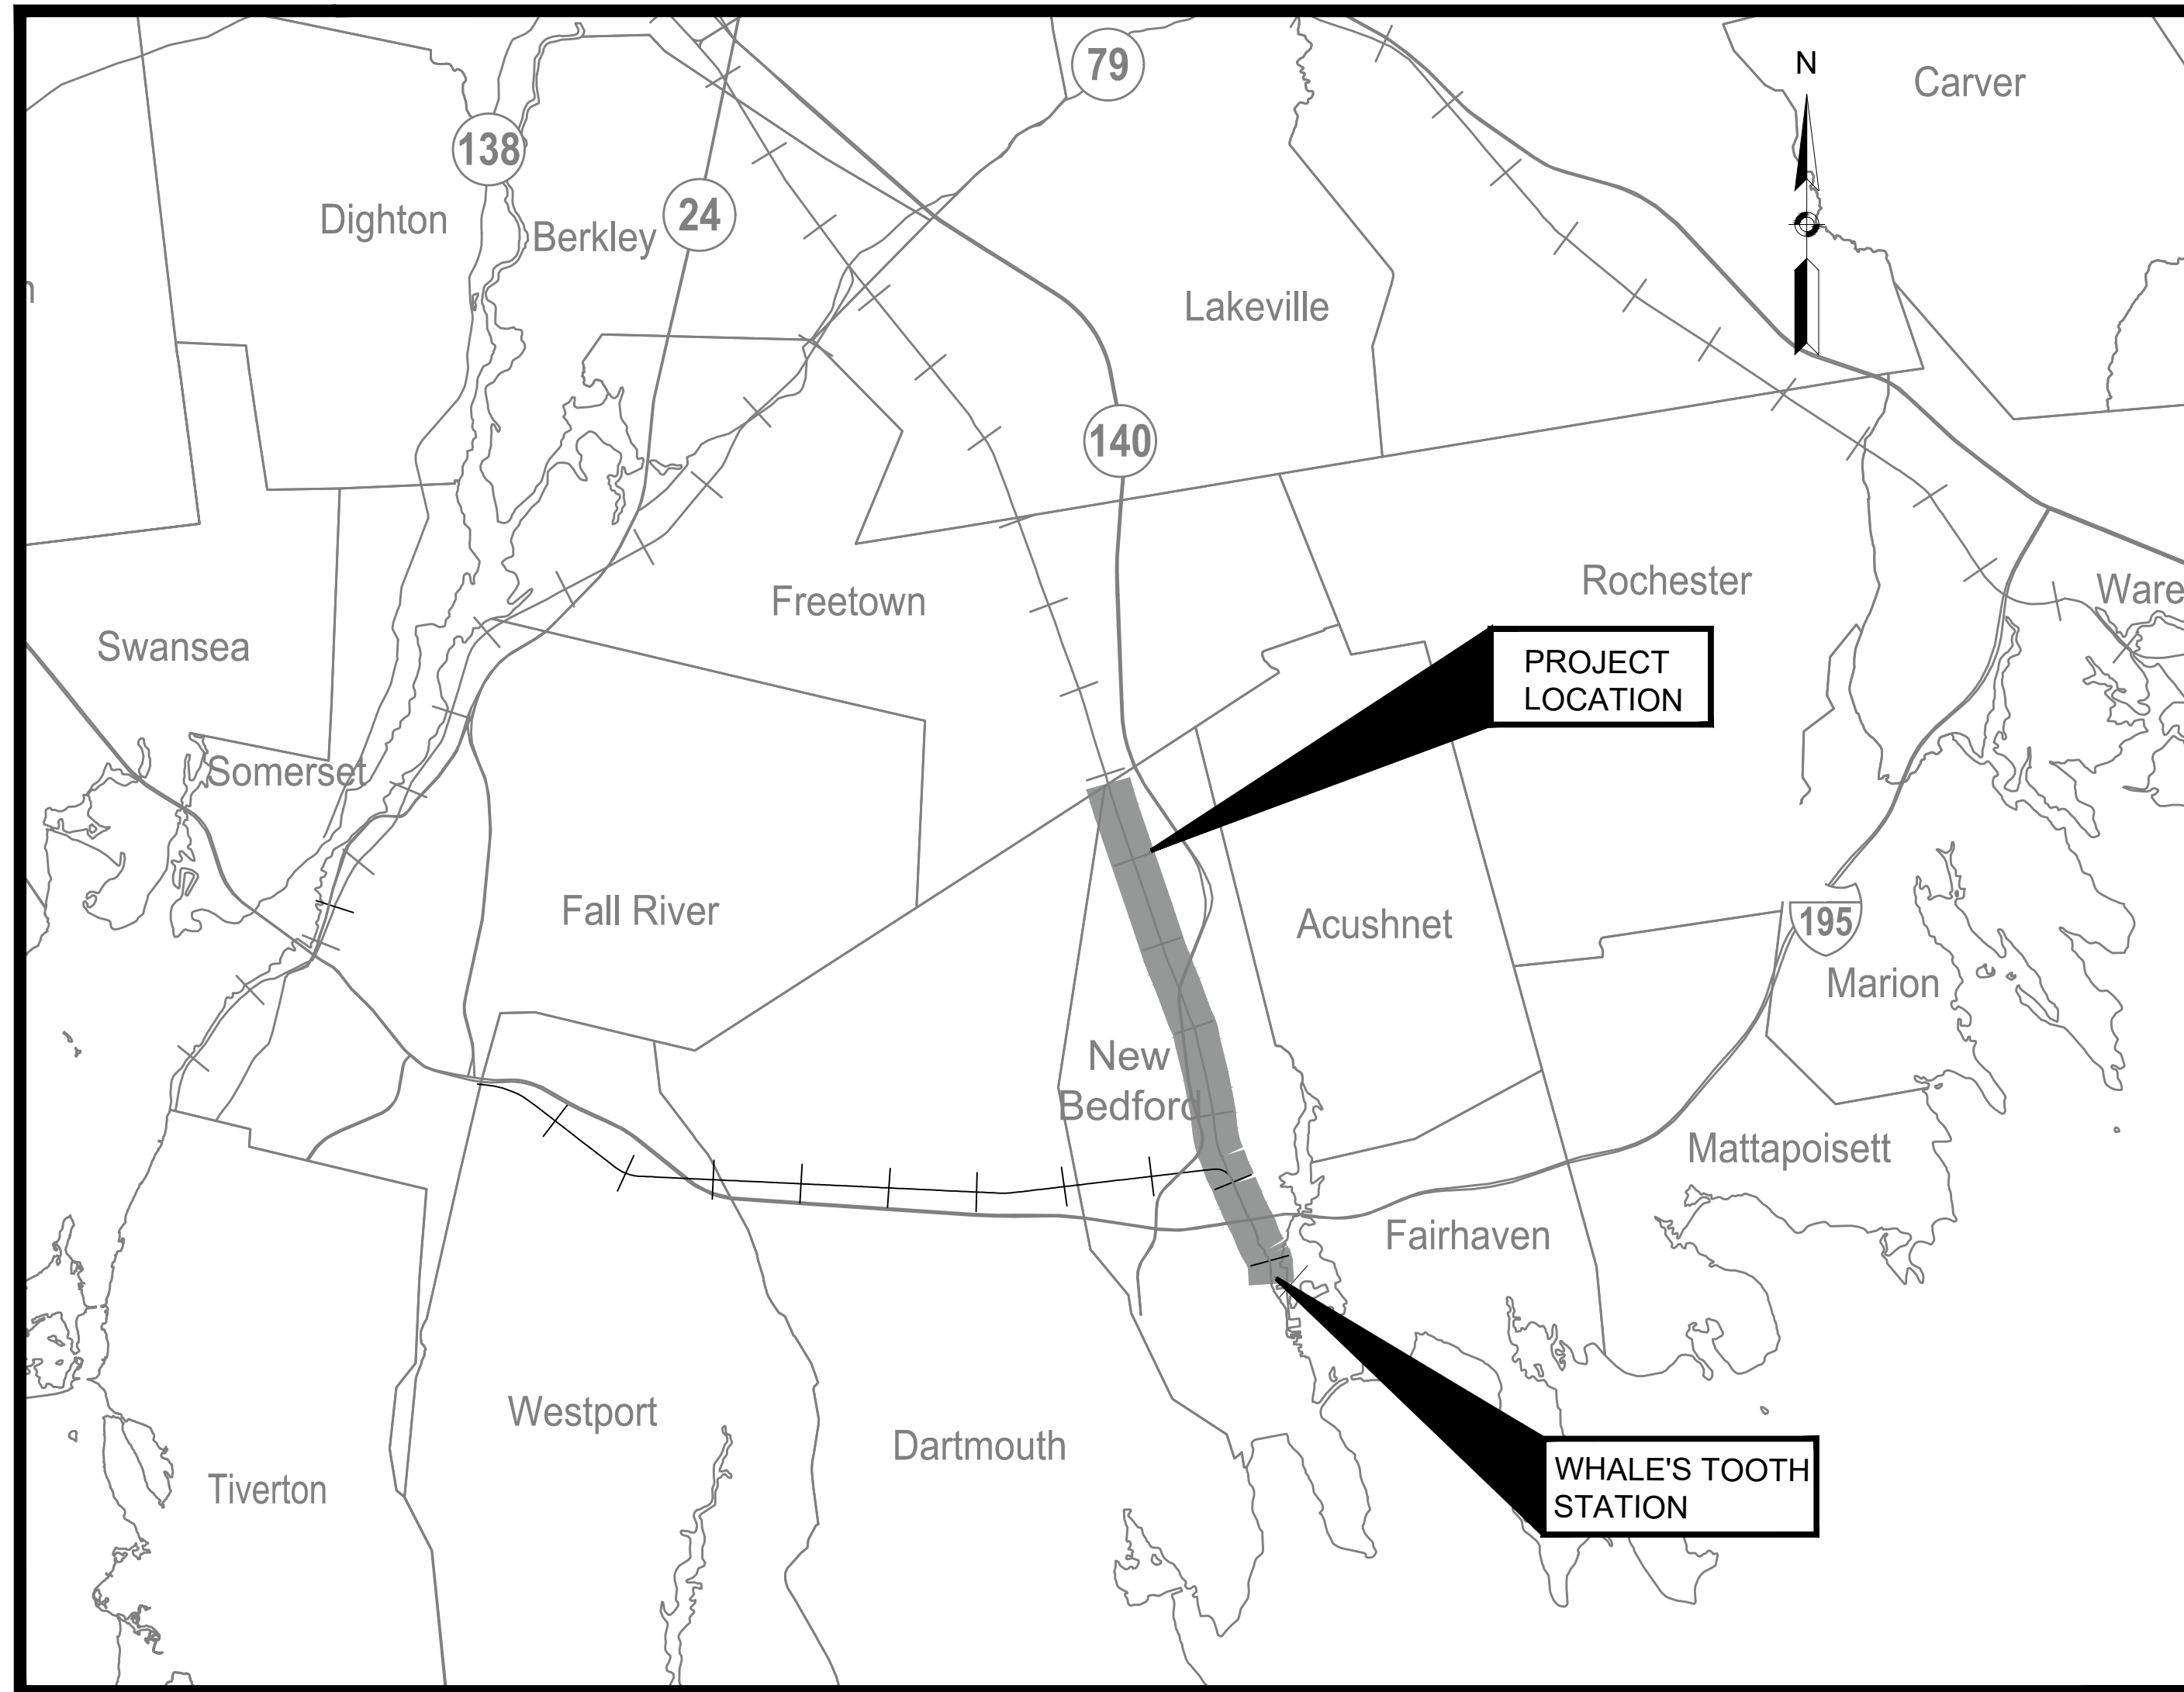 79
N
Carver
138
Dighton
24
Berkley
Lakeville
140
Rochester
Freetown
Ware
Swansea
PROJECT
LOCATION
Somerset
Fall River
Acushnet
195
Marion
New
Bedford
Mattapoisett
Fairhaven
Westport
Dartmouth
Tiverton
WHALE'S TOOTH
STATION